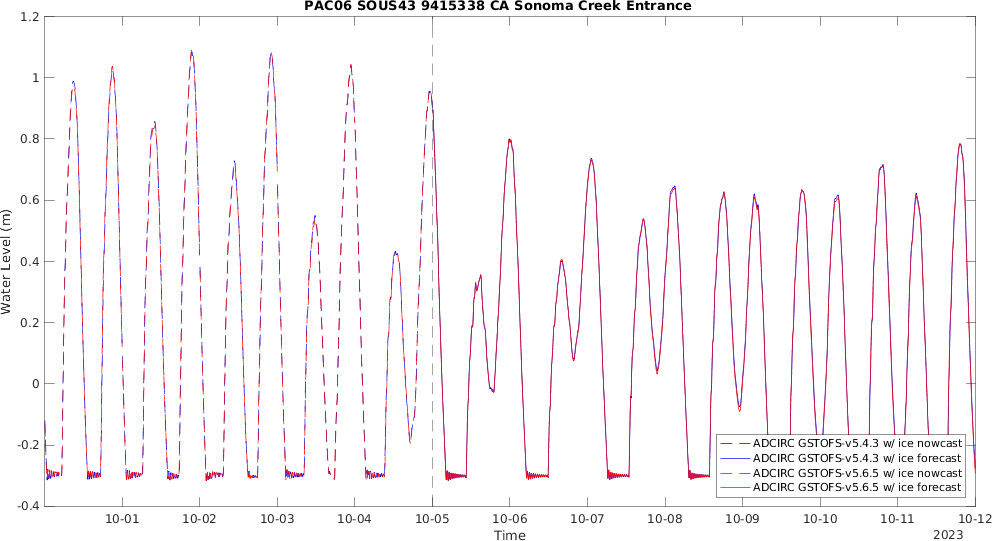 PAC06 SOUS43 9415338 CA Sonoma Creek Entrance
1.2
1
0.8
0.6
0.4
0.2
0
-0.2
-0.4
Water Level (m)
ADCIRC GSTOFS-v5.4.3 w/ ice nowcast
ADCIRC GSTOFS-v5.4.3 w/ ice forecast
ADCIRC GSTOFS-v5.6.5 w/ ice nowcast
ADCIRC GSTOFS-v5.6.5 w/ ice forecast
10-01 10-02 10-03 10-04 10-05 10-06 10-07 10-08 10-09 10-10 10-11 10-12
Time
2023